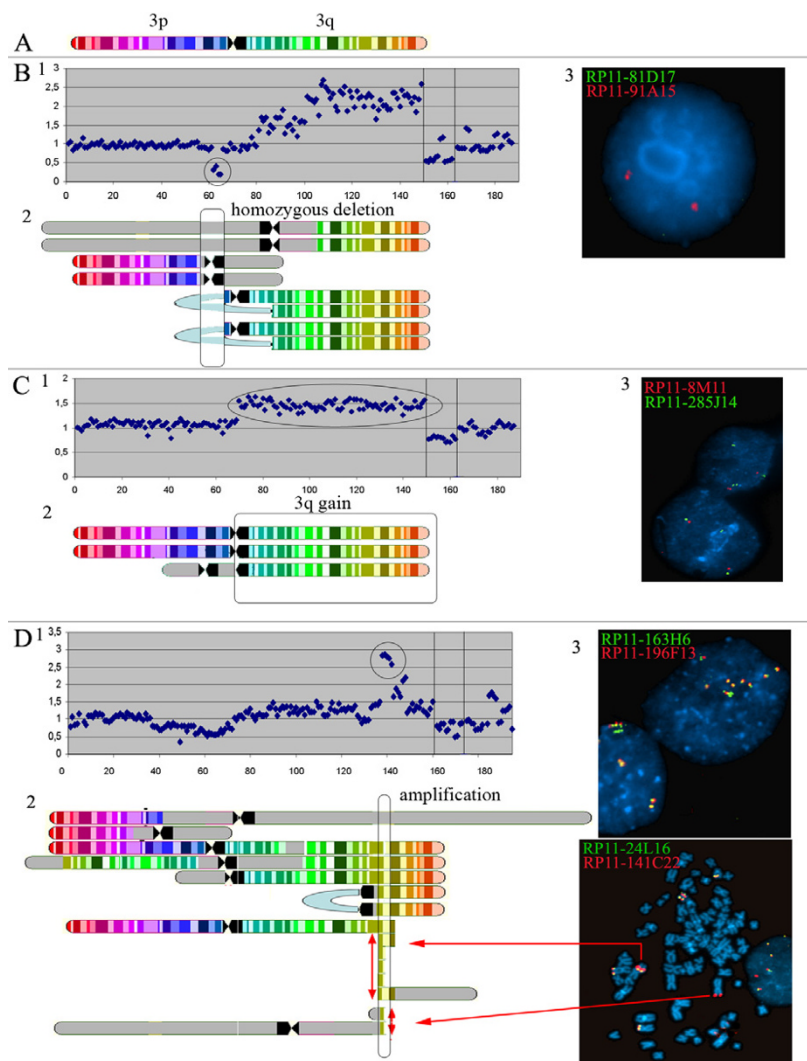 3p 3q
A
B 1
3
2,5
2
1,5
1
0,5
0
0 20 40 60 80 100 120 140 160 180
3
RP11-81D17
RP11-91A15
2
homozygous deletion
C 1
2
1,5
1
0,5
0
0 20 40 60 80 100 120 140 160 180
3
RP11-8M11
RP11-285J14
3q gain
2
D 1
3,5
3
2,5
2
1,5
1
0,5
0
0 20 40 60 80 100 120 140 160 180
3
RP11-163H6
RP11-196F13
2
amplification
RP11-24L16
RP11-141C22